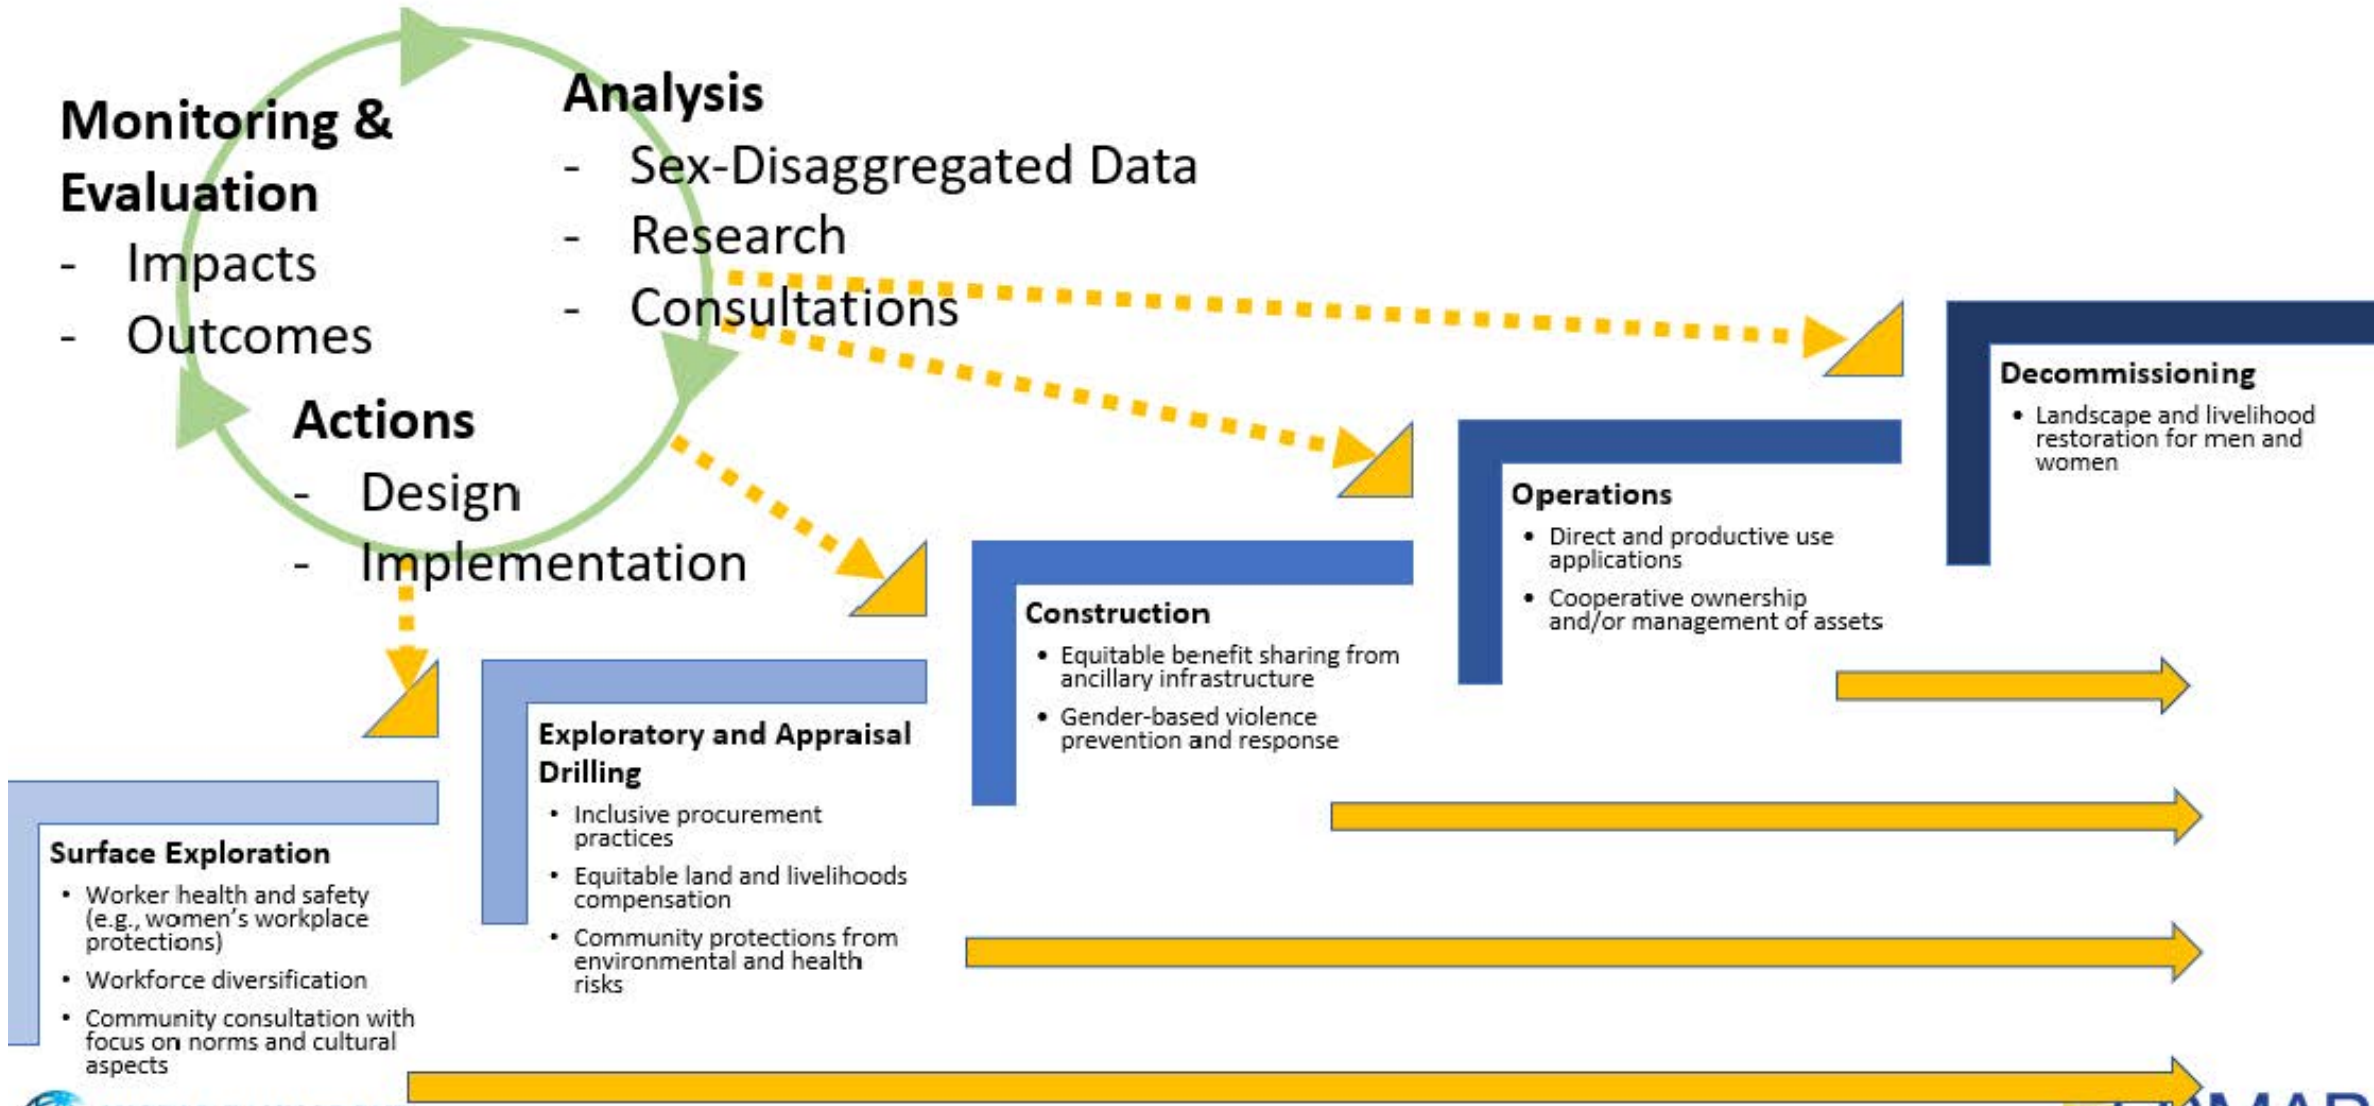 Monitoring &
Evaluation
- Impacts
- Outcomes
Analysis
- Sex-Disaggregated Data
- Research
- Consultations
Actions
- Design
- Implementation
Surface Exploration
• Worker health and safety
(e.g., women's workplace
protections)
• Workforce diversification
• Community consultation with
focus on norms and cultural
aspects
Exploratory and Appraisal
Drilling
• Inclusive procurement
practices
• Equitable land and livelihoods
compensation
• Community protections from
environmental and health
risks
Construction
• Equitable benefit sharing from
ancillary infrastructure
• Gender-based violence
prevention and response
Operations
• Direct and productive use
applications
• Cooperative ownership
and/or management of assets
Decommissioning
• Landscape and livelihood
restoration for men and
women